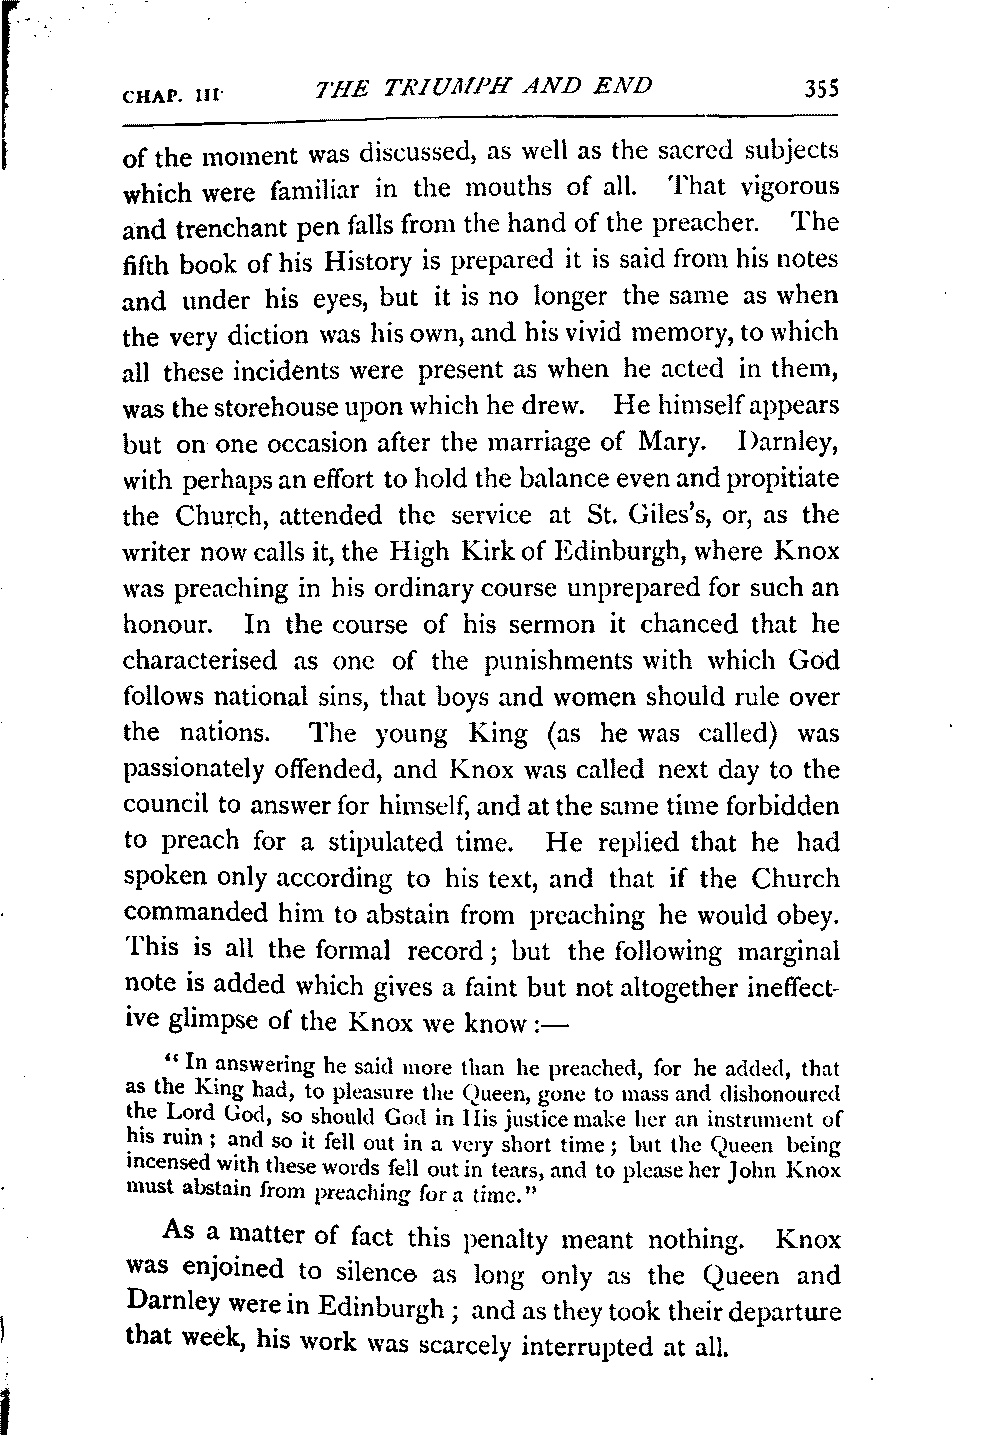 CHAP. III THE TRIUMPH AND END 355
of the moment was discussed, as well as the sacred subjects
which were familiar in the mouths of all. That vigorous
and trenchant pen falls from the hand of the preacher. The
fifth book of his History is prepared it is said from his notes
and under his eyes, but it is no longer the same as when
the very diction was his own, and his vivid memory, to which
all these incidents were present as when he acted in them,
was the storehouse upon which he drew. He himself appears
but on one occasion after the marriage of Mary. Darnley,
with perhaps an effort to hold the balance even and propitiate
the Church, attended the service at St. Giles's, or, as the
writer now calls it, the High Kirk of Edinburgh, where Knox
was preaching in his ordinary course unprepared for such an
honour. In the course of his sermon it chanced that he
characterised as one of the punishments with which God
follows national sins, that boys and women should rule over
the nations. The young King (as he was called) was
passionately offended, and Knox was called next day to the
council to answer for himself, and at the same time forbidden
to preach for a stipulated time. He replied that he had
spoken only according to his text, and that if the Church
commanded him to abstain from preaching he would obey.
This is all the formal record; but the following marginal
note is added which gives a faint but not altogether ineffect-
ive glimpse of the Knox we know:—
"In answering he said more than he preached, for he added, that
as the King had, to pleasure the Queen, gone to mass and dishonoured
the Lord God, so should God in His justice make her an instrument of
his ruin; and so it fell out in a very short time; but the Queen being
incensed with these words fell out in tears, and to please her John Knox
must abstain from preaching for a time."
As a matter of fact this penalty meant nothing. Knox
was enjoined to silence as long only as the Queen and
Darnley were in Edinburgh; and as they took their departure
that week, his work was scarcely interrupted at all.